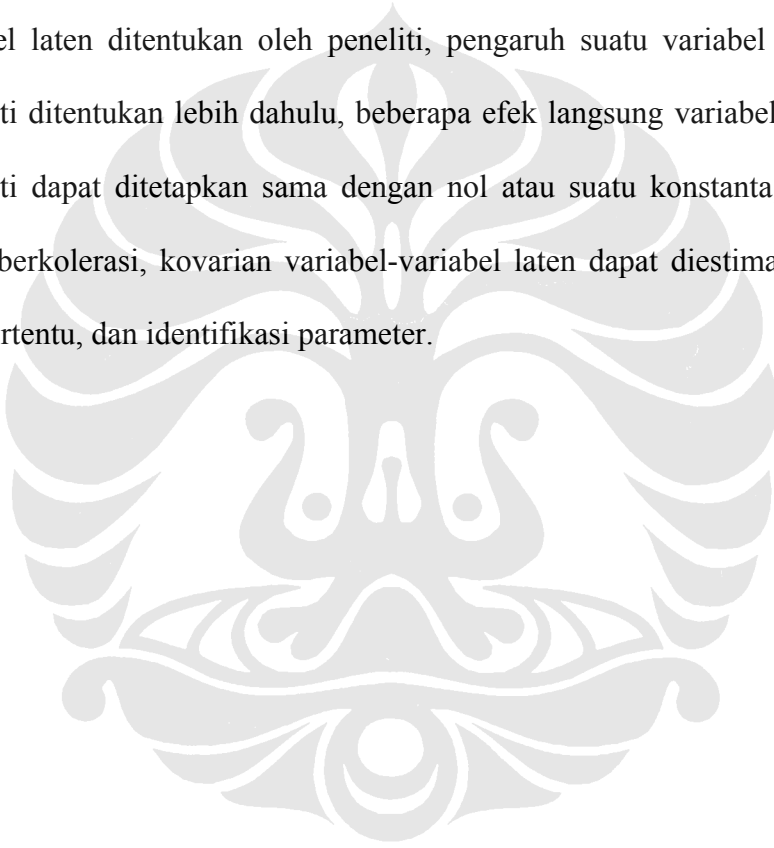 el laten ditentukan oleh peneliti, pengaruh suatu variabel
ti ditentukan lebih dahulu, beberapa efek langsung variabel
ti dapat ditetapkan sama dengan nol atau suatu konstanta
berkolerasi, kovarian variabel-variabel laten dapat diestima
rtentu, dan identifikasi parameter.